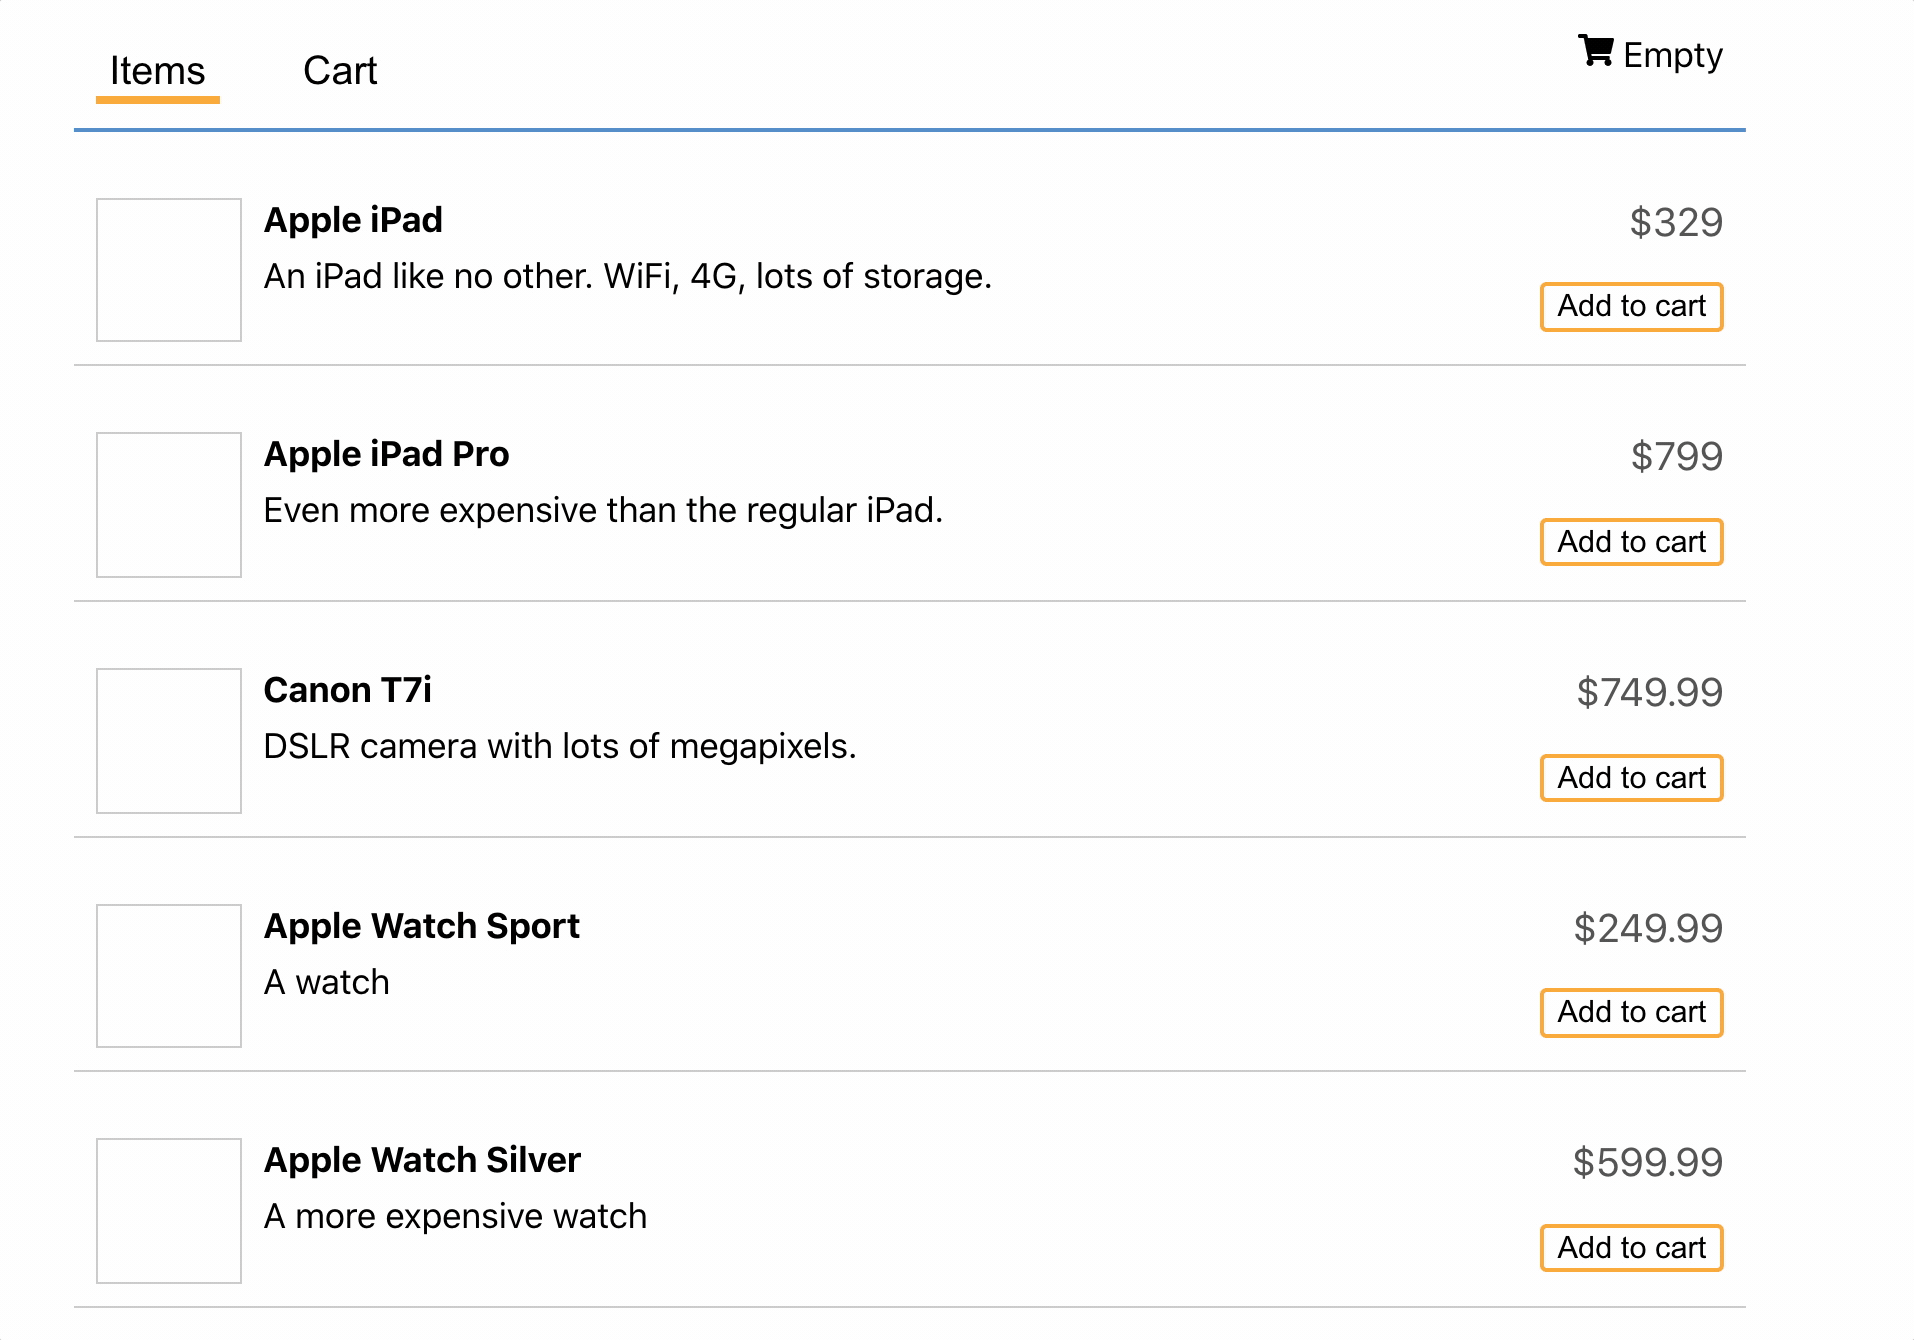 Items Cart Empty
Apple iPad $329
An iPad like no other. WiFi, 4G, lots of storage.
Add to cart
Apple iPad Pro $799
Even more expensive than the regular iPad.
Add to cart
Canon T7i $749.99
DSLR camera with lots of megapixels.
Add to cart
Apple Watch Sport $249.99
A watch
Add to cart
Apple Watch Silver $599.99
A more expensive watch
Add to cart